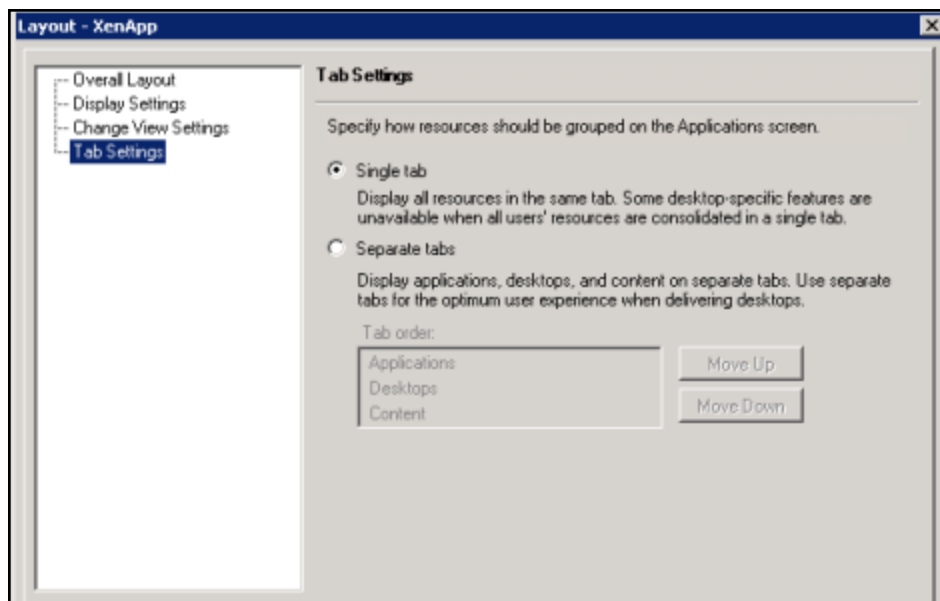 Layout - XenApp
Overall Layout
Display Settings
Change View Settings
Tab Settings
Tab Settings
Specify how resources should be grouped on the Applications screen.
Single tab
Display all resources in the same tab. Some desktop-specific features are
unavailable when all users' resources are consolidated in a single tab.
Separate tabs
Display applications, desktops, and content on separate tabs. Use separate
tabs for the optimum user experience when delivering desktops.
Tab order:
Applications
Desktops
Content
Move Up
Move Down